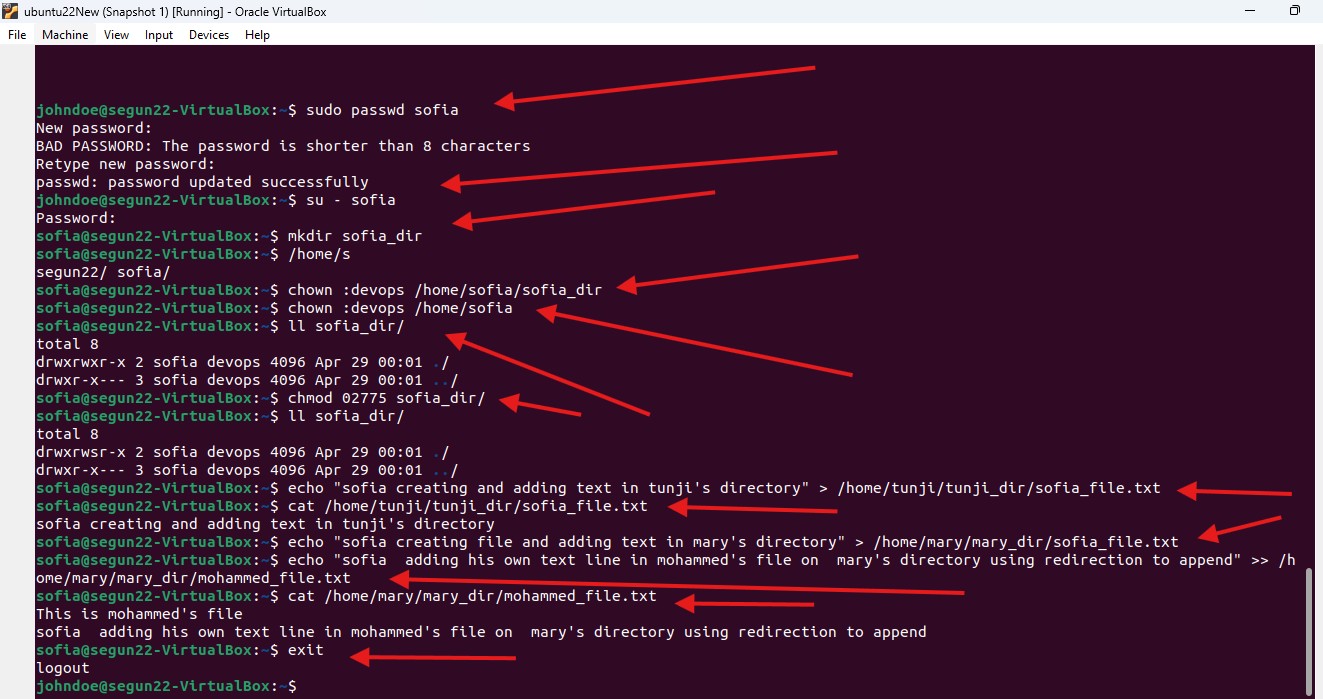 ubuntu22New (Snapshot 1) [Running] - Oracle VirtualBox
File Machine View Input Devices Help
johndoe@segun22-VirtualBox:~$ sudo passwd sofia
New password:
BAD PASSWORD: The password is shorter than 8 characters
Retype new password:
passwd: password updated successfully
johndoe@segun22-VirtualBox:~$ su - sofia
Password:
sofia@segun22-VirtualBox:~$ mkdir sofia_dir
sofia@segun22-VirtualBox:~$ /home/s
segun22/ sofia/
sofia@segun22-VirtualBox:~$ chown :devops /home/sofia/sofia_dir
sofia@segun22-VirtualBox:~$ chown :devops /home/sofia
sofia@segun22-VirtualBox:~$ ll sofia_dir/
total 8
drwxrwxr-x 2 sofia devops 4096 Apr 29 00:01 ./
drwxr-x--- 3 sofia devops 4096 Apr 29 00:01 ../
sofia@segun22-VirtualBox:~$ chmod 02775 sofia_dir/
sofia@segun22-VirtualBox:~$ ll sofia_dir/
total 8
drwxrwsr-x 2 sofia devops 4096 Apr 29 00:01 ./
drwxr-x--- 3 sofia devops 4096 Apr 29 00:01 ../
sofia@segun22-VirtualBox:~$ echo "sofia creating and adding text in tunji's directory" > /home/tunji/tunji_dir/sofia_file.txt
sofia@segun22-VirtualBox:~$ cat /home/tunji/tunji_dir/sofia_file.txt
sofia creating and adding text in tunji's directory
sofia@segun22-VirtualBox:~$ echo "sofia creating file and adding text in mary's directory" > /home/mary/mary_dir/sofia_file.txt
sofia@segun22-VirtualBox:~$ echo "sofia  adding his own text line in mohammed's file on  mary's directory using redirection to append" >> /h
ome/mary/mary_dir/mohammed_file.txt
sofia@segun22-VirtualBox:~$ cat /home/mary/mary_dir/mohammed_file.txt
This is mohammed's file
sofia  adding his own text line in mohammed's file on  mary's directory using redirection to append
sofia@segun22-VirtualBox:~$ exit
logout
johndoe@segun22-VirtualBox:~$